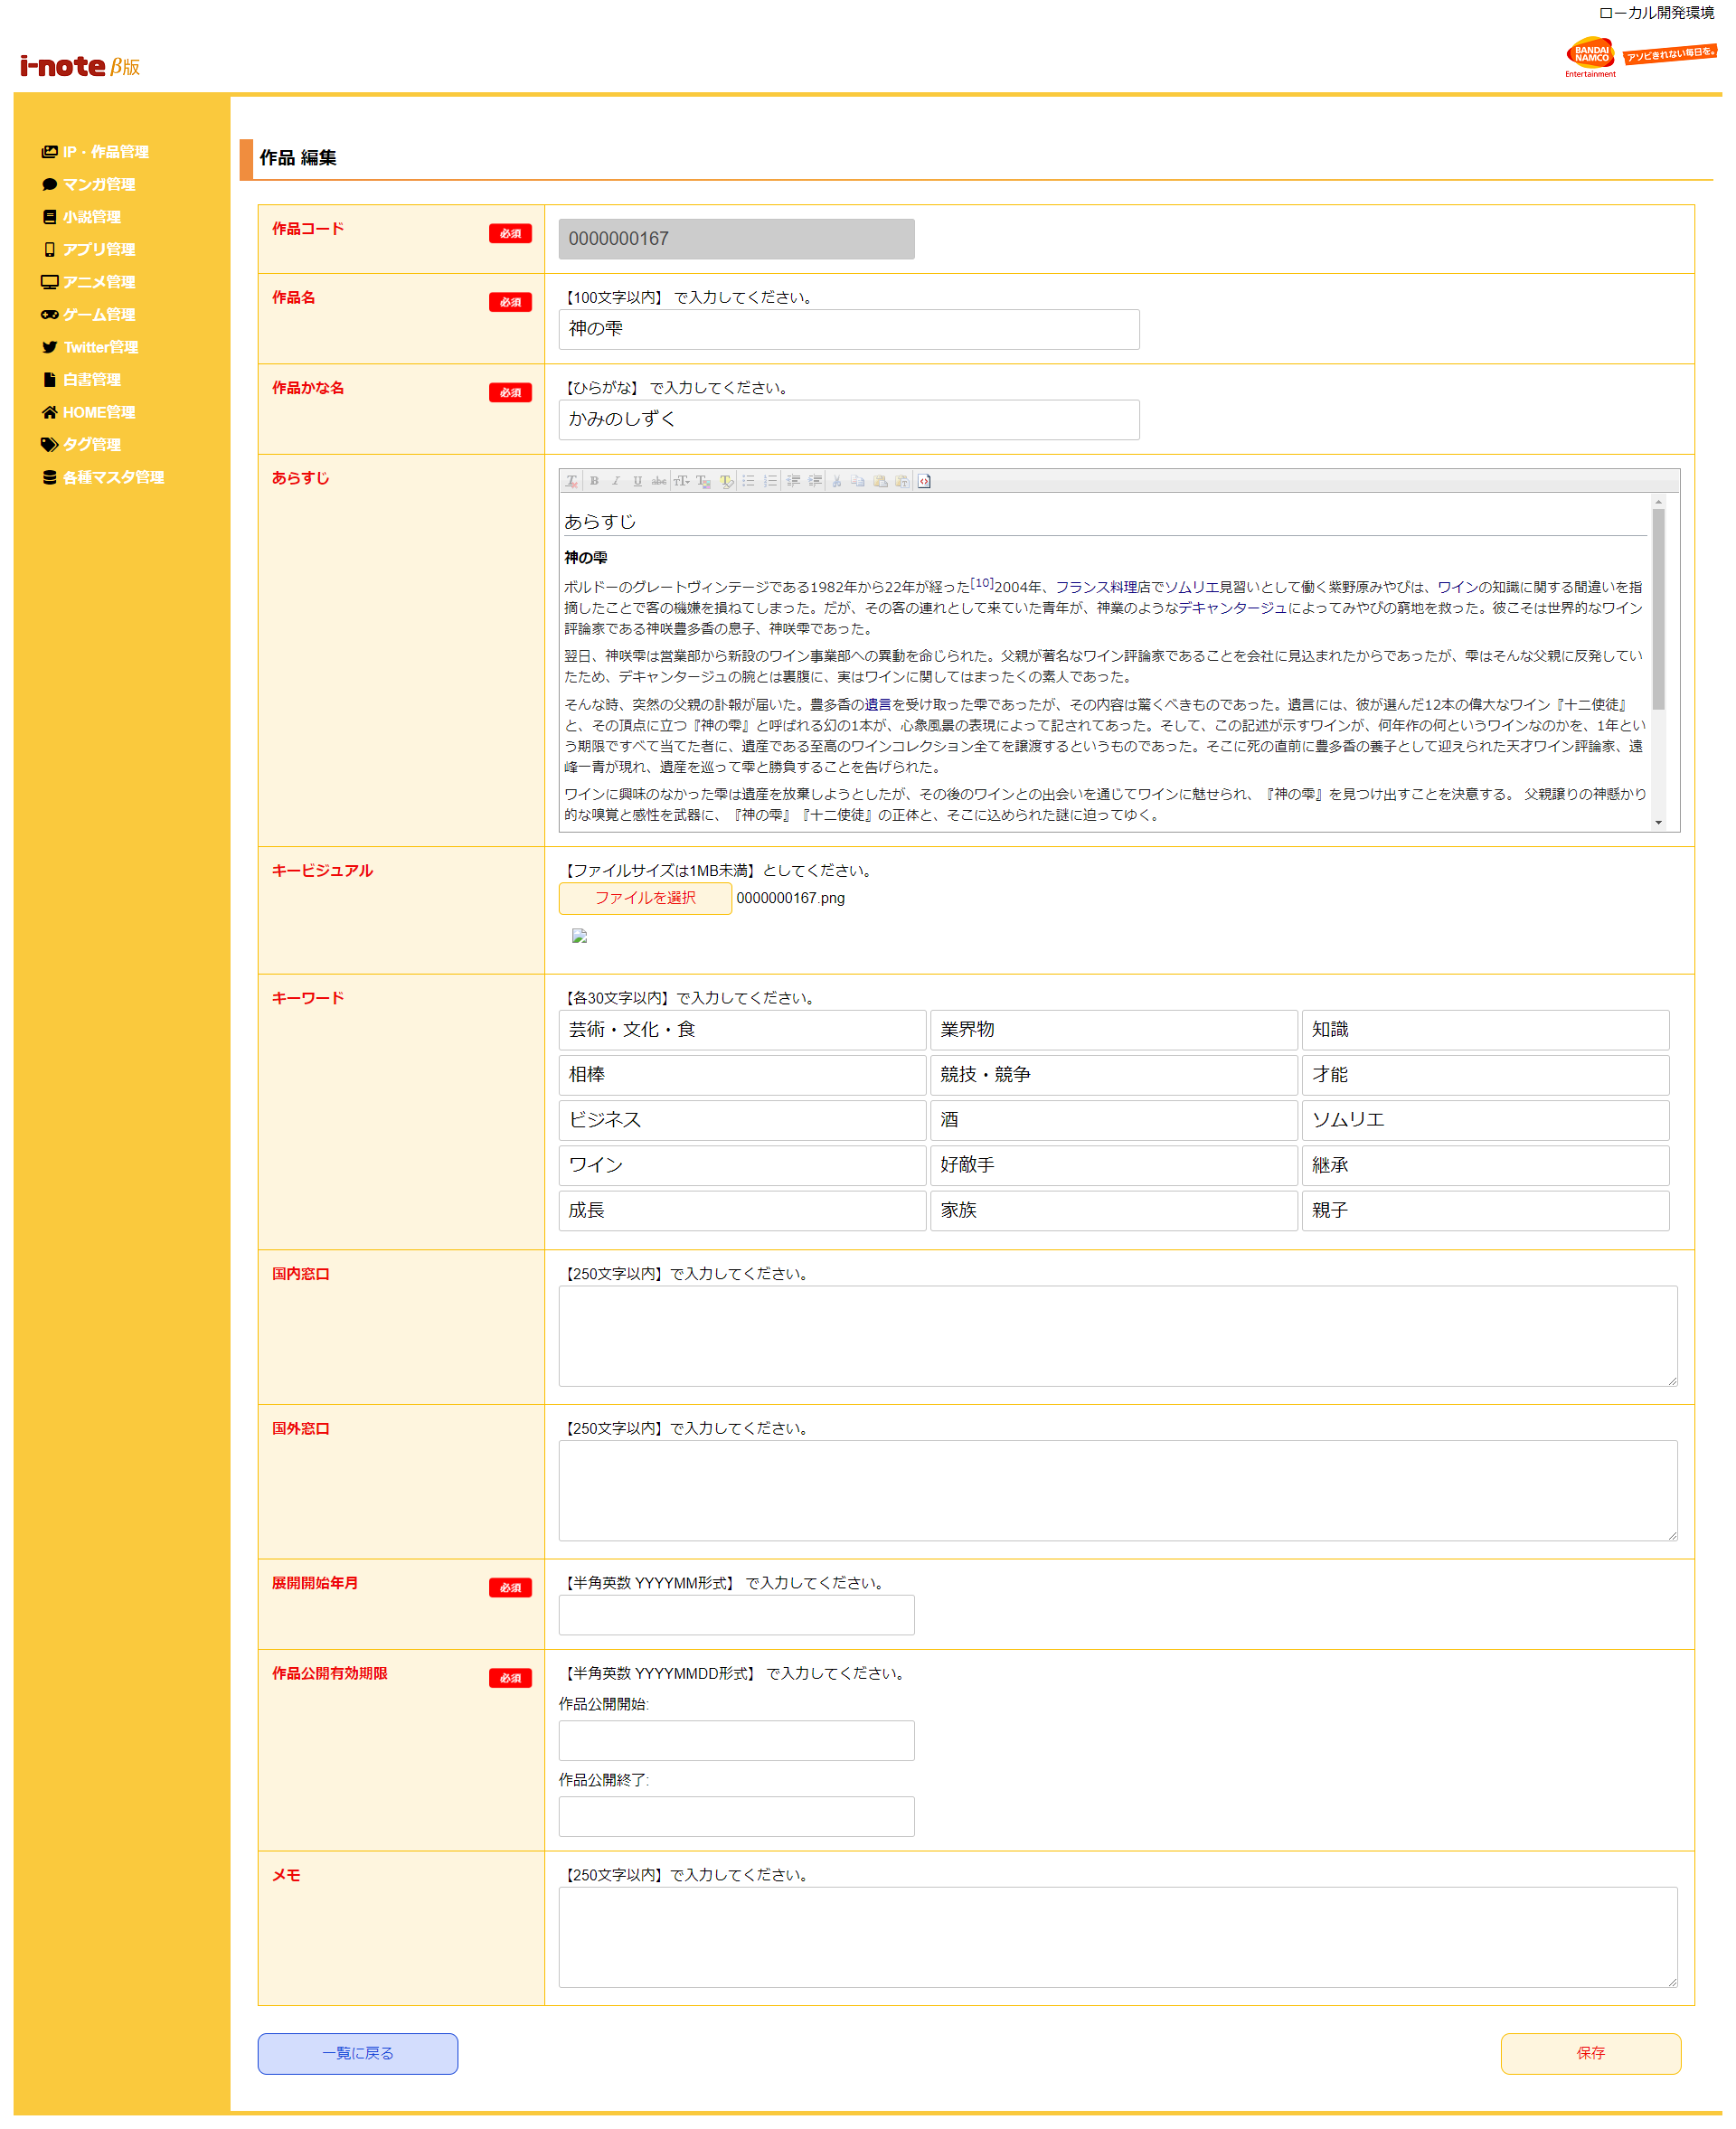 ローカル開発環境
i-note β版
BANDAI NAMCO Entertainment
アソビきれない毎日を。
IP・作品管理
マンガ管理
小説管理
アプリ管理
アニメ管理
ゲーム管理
Twitter管理
白書管理
HOME管理
タグ管理
各種マスタ管理
作品 編集
作品コード 必須
0000000167
作品名 必須
【100文字以内】 で入力してください。
神の雫
作品かな名 必須
【ひらがな】 で入力してください。
かみのしずく
あらすじ
あらすじ
神の雫
ボルドーのグレートヴィンテージである1982年から22年が経った[10]2004年、フランス料理店でソムリエ見習いとして働く紫野原みやびは、ワインの知識に関する間違いを指
摘したことで客の機嫌を損ねてしまった。だが、その客の連れとして来ていた青年が、神業のようなデキャンタージュによってみやびの窮地を救った。彼こそは世界的なワイン
評論家である神咲豊多香の息子、神咲雫であった。
翌日、神咲雫は営業部から新設のワイン事業部への異動を命じられた。父親が著名なワイン評論家であることを会社に見込まれたからであったが、雫はそんな父親に反発してい
たため、デキャンタージュの腕とは裏腹に、実はワインに関してはまったくの素人であった。
そんな時、突然の父親の訃報が届いた。豊多香の遺言を受け取った雫であったが、その内容は驚くべきものであった。遺言には、彼が選んだ12本の偉大なワイン『十二使徒』
と、その頂点に立つ『神の雫』と呼ばれる幻の1本が、心象風景の表現によって記されてあった。そして、この記述が示すワインが、何年作の何というワインなのかを、1年とい
う期限ですべて当てた者に、遺産である至高のワインコレクション全てを譲渡するというものであった。そこに死の直前に豊多香の養子として迎えられた天才ワイン評論家、遠
峰一青が現れ、遺産を巡って雫と勝負することを告げられた。
ワインに興味のなかった雫は遺産を放棄しようとしたが、その後のワインとの出会いを通じてワインに魅せられ、『神の雫』を見つけ出すことを決意する。 父親譲りの神懸かり
的な嗅覚と感性を武器に、『神の雫』『十二使徒』の正体と、そこに込められた謎に迫ってゆく。
キービジュアル
【ファイルサイズは1MB未満】としてください。
ファイルを選択 0000000167.png
キーワード
【各30文字以内】で入力してください。
芸術・文化・食 業界物 知識
相棒 競技・競争 才能
ビジネス 酒 ソムリエ
ワイン 好敵手 継承
成長 家族 親子
国内窓口
【250文字以内】で入力してください。
国外窓口
【250文字以内】で入力してください。
展開開始年月 必須
【半角英数 YYYYMM形式】 で入力してください。
作品公開有効期限 必須
【半角英数 YYYYMMDD形式】 で入力してください。
作品公開開始:
作品公開終了:
メモ
【250文字以内】で入力してください。
一覧に戻る
保存